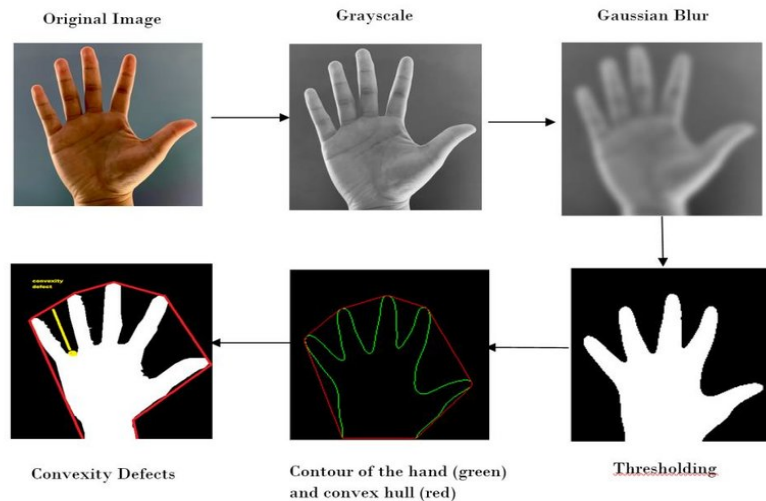 Original Image
Grayscale
Gaussian Blur
convexity
defect
Convexity Defects
Contour of the hand (green)
and convex hull (red)
Thresholding